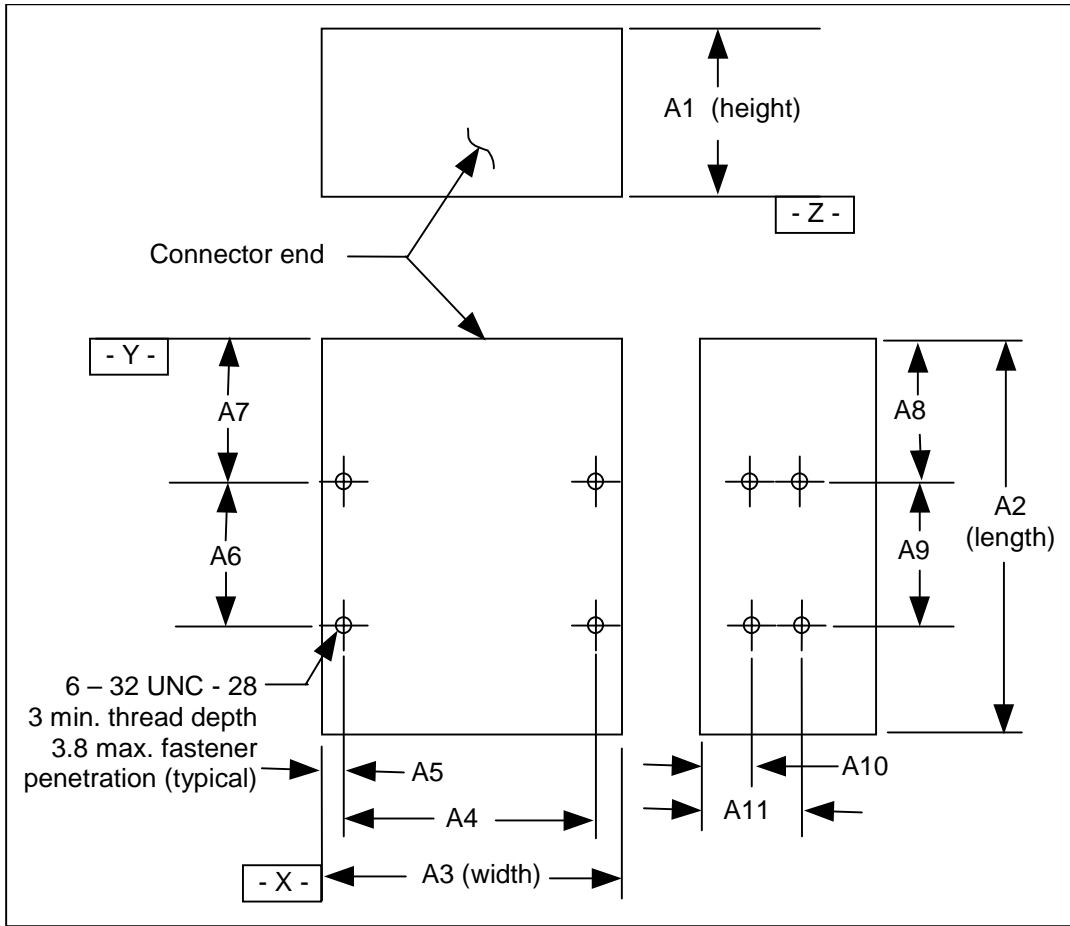 A1 (height)
- Z -
Connector end
- Y -
A7
A8
A6
A9
A2
(length)
6 – 32 UNC - 28
3 min. thread depth
3.8 max. fastener
penetration (typical)
A5
A10
A4
A11
A3 (width)
- X -